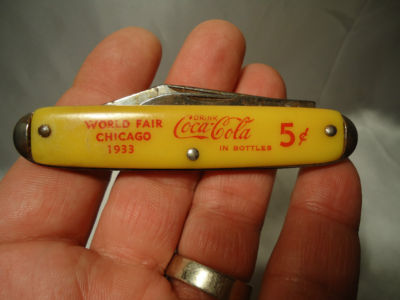 WORLD FAIR
CHICAGO
1933
DRINK
Coca-Cola
IN BOTTLES
5¢